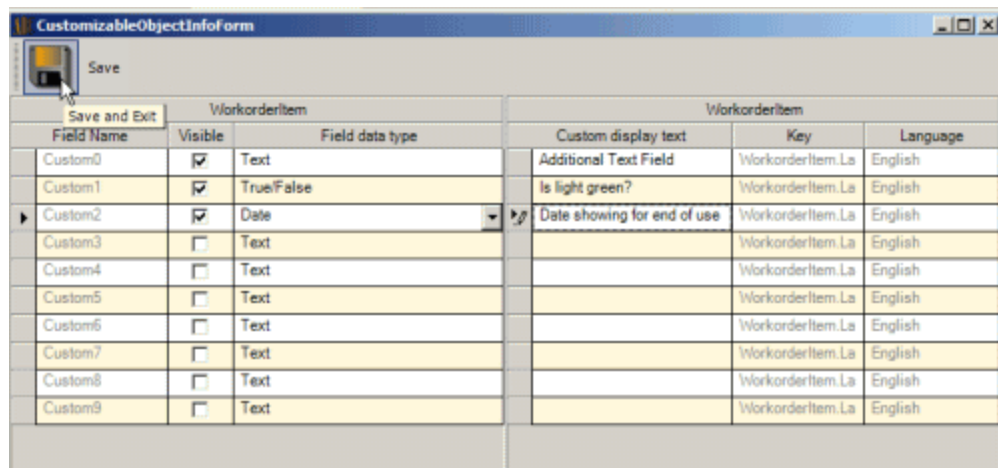 CustomizableObjectInfoForm
Save
Save and Exit
WorkorderItem WorkorderItem
Field Name Visible Field data type Custom display text Key Language
Custom0 Text Additional Text Field WorkorderItem.La English
Custom1 True/False Is light green? WorkorderItem.La English
Custom2 Date Date showing for end of use WorkorderItem.La English
Custom3 Text WorkorderItem.La English
Custom4 Text WorkorderItem.La English
Custom5 Text WorkorderItem.La English
Custom6 Text WorkorderItem.La English
Custom7 Text WorkorderItem.La English
Custom8 Text WorkorderItem.La English
Custom9 Text WorkorderItem.La English